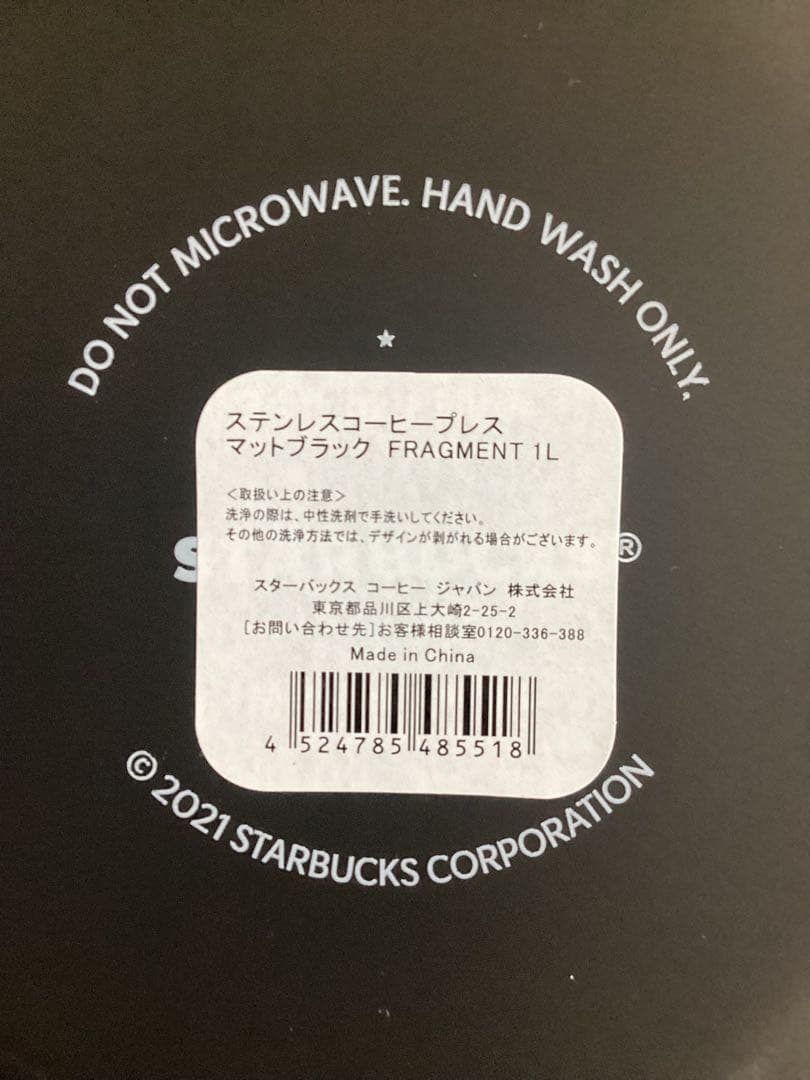 DO NOT MICROWAVE. HAND WASH ONLY.
ステンレスコーヒープレス
マットブラック FRAGMENT 1L
＜取扱い上の注意＞
洗浄の際は、中性洗剤で手洗いしてください。
その他の洗浄方法では、デザインが剥がれる場合がございます。
スターバックス コーヒー ジャパン 株式会社
東京都品川区上大崎2-25-2
[お問い合わせ先]お客様相談室0120-336-388
Made in China
4 524785 485518
© 2021 STARBUCKS CORPORATION